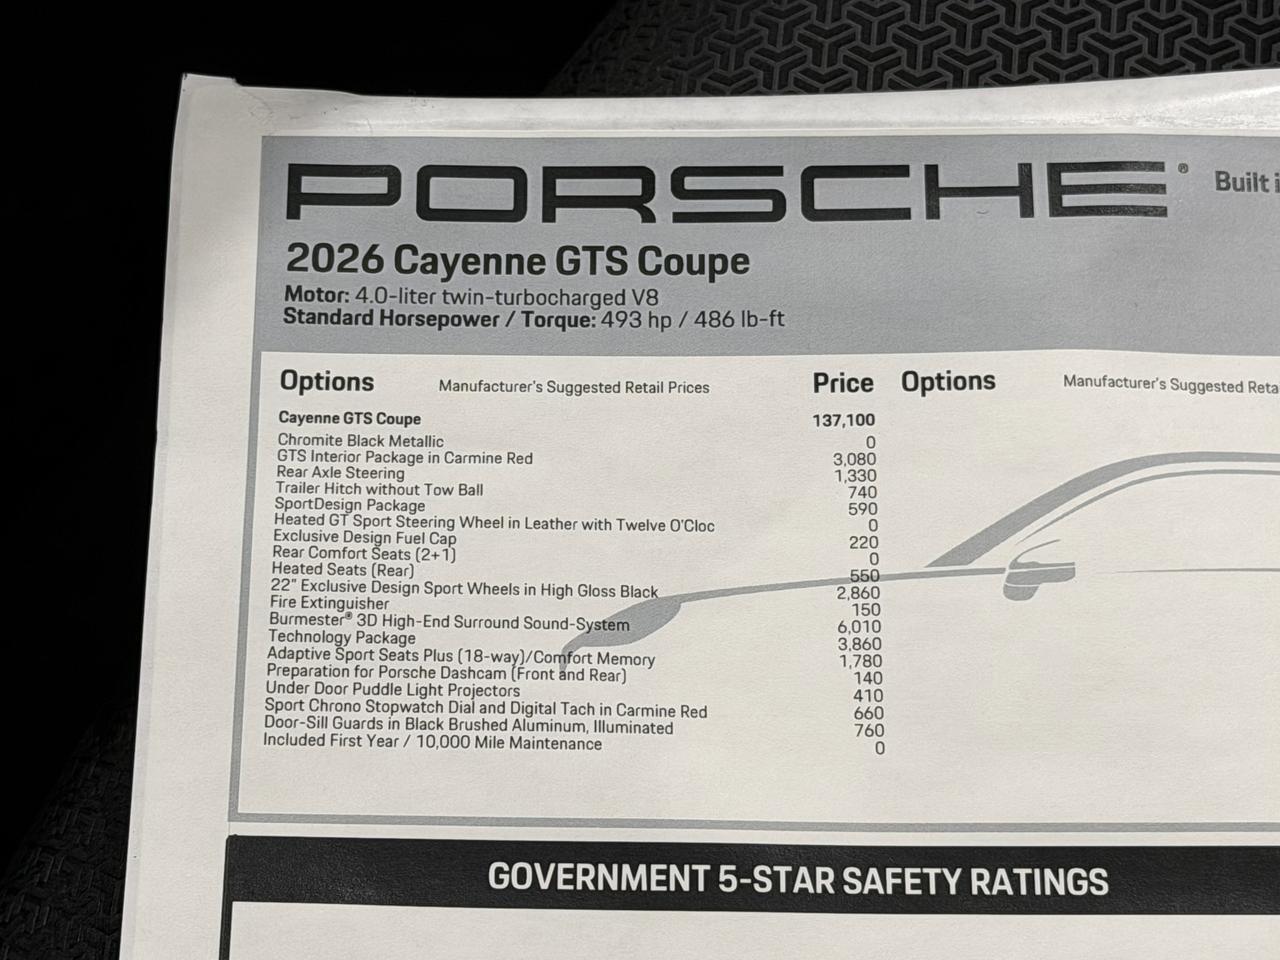 PORSCHE® Built i
2026 Cayenne GTS Coupe
Motor: 4.0-liter twin-turbocharged V8
Standard Horsepower / Torque: 493 hp / 486 lb-ft
Options Manufacturer's Suggested Retail Prices Price Options Manufacturer's Suggested Reta
Cayenne GTS Coupe 137,100
Chromite Black Metallic 0
GTS Interior Package in Carmine Red 3,080
Rear Axle Steering 1,330
Trailer Hitch without Tow Ball 740
SportDesign Package 590
Heated GT Sport Steering Wheel in Leather with Twelve O'Cloc 0
Exclusive Design Fuel Cap 220
Rear Comfort Seats (2+1) 0
Heated Seats (Rear) 550
22" Exclusive Design Sport Wheels in High Gloss Black 2,860
Fire Extinguisher 150
Burmester® 3D High-End Surround Sound-System 6,010
Technology Package 3,860
Adaptive Sport Seats Plus (18-way)/Comfort Memory 1,780
Preparation for Porsche Dashcam (Front and Rear) 140
Under Door Puddle Light Projectors 410
Sport Chrono Stopwatch Dial and Digital Tach in Carmine Red 660
Door-Sill Guards in Black Brushed Aluminum, Illuminated 760
Included First Year / 10,000 Mile Maintenance 0
GOVERNMENT 5-STAR SAFETY RATINGS